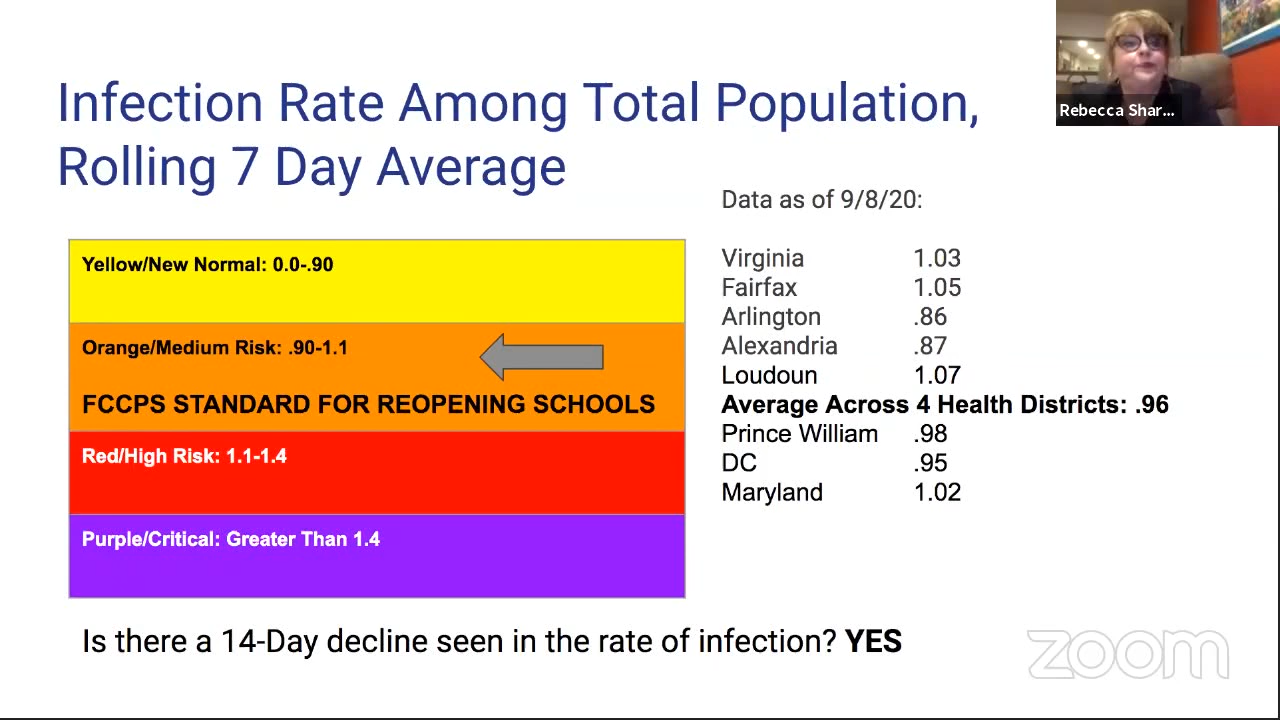 Infection Rate Among Total Population,
Rolling 7 Day Average
Rebecca Shar...
Data as of 9/8/20:
Yellow/New Normal: 0.0-.90
Orange/Medium Risk: .90-1.1
FCCPS STANDARD FOR REOPENING SCHOOLS
Red/High Risk: 1.1-1.4
Purple/Critical: Greater Than 1.4
Virginia 1.03
Fairfax 1.05
Arlington .86
Alexandria .87
Loudoun 1.07
Average Across 4 Health Districts: .96
Prince William .98
DC .95
Maryland 1.02
Is there a 14-Day decline seen in the rate of infection? YES
zoom